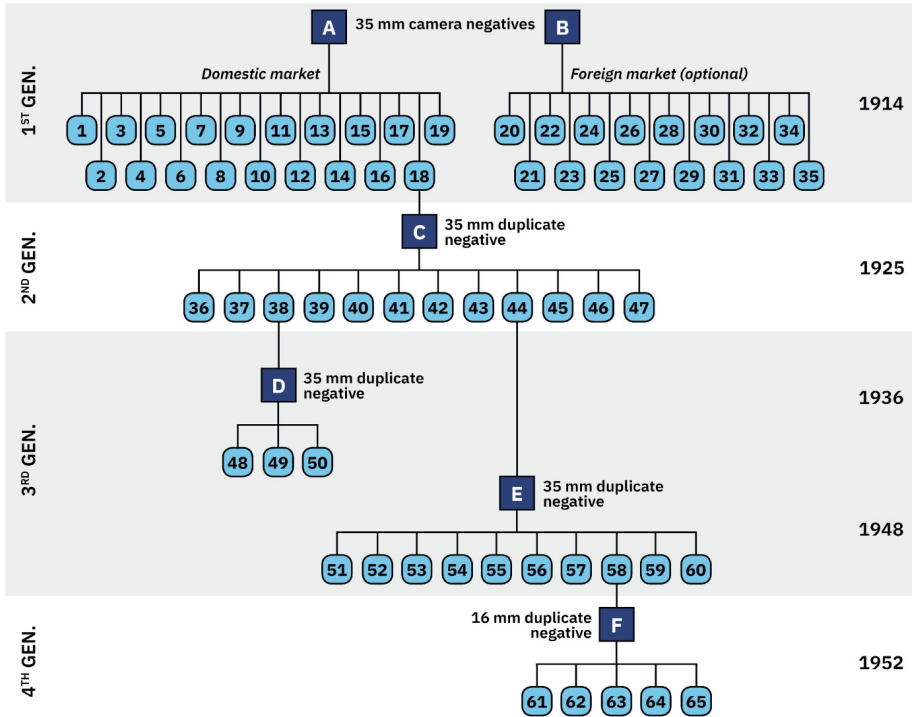 A 35 mm camera negatives B
Domestic market Foreign market (optional)
1ST GEN.
1914
1 3 5 7 9 11 13 15 17 19 20 22 24 26 28 30 32 34
2 4 6 8 10 12 14 16 18 21 23 25 27 29 31 33 35
2ND GEN.
C 35 mm duplicate
negative
1925
36 37 38 39 40 41 42 43 44 45 46 47
3RD GEN.
D 35 mm duplicate
negative
1936
48 49 50
E 35 mm duplicate
negative
1948
51 52 53 54 55 56 57 58 59 60
4TH GEN.
16 mm duplicate F
negative
1952
61 62 63 64 65